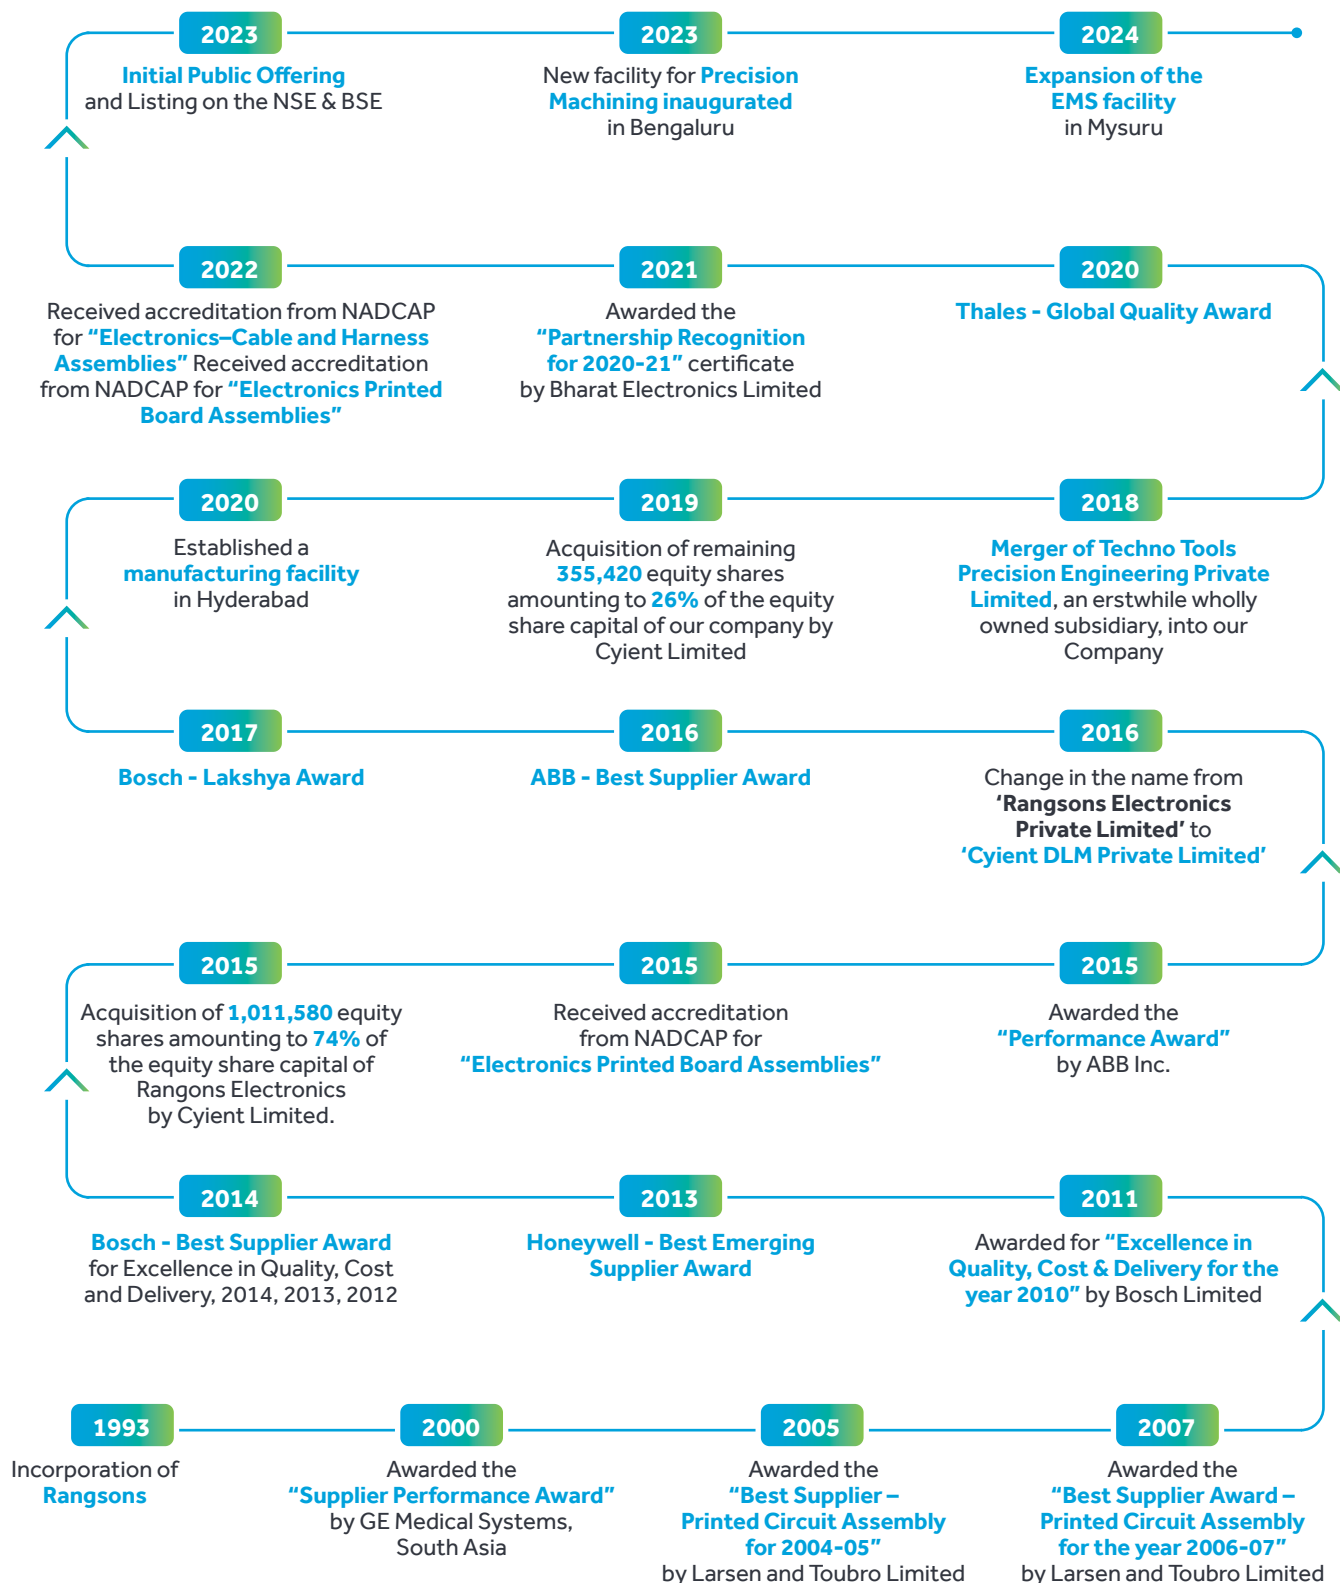 2023
Initial Public Offering
and Listing on the NSE & BSE
2023
New facility for Precision
Machining inaugurated
in Bengaluru
2024
Expansion of the
EMS facility
in Mysuru
2022
Received accreditation from NADCAP
for “Electronics–Cable and Harness
Assemblies” Received accreditation
from NADCAP for “Electronics Printed
Board Assemblies”
2021
Awarded the
“Partnership Recognition
for 2020-21” certificate
by Bharat Electronics Limited
2020
Thales - Global Quality Award
2020
Established a
manufacturing facility
in Hyderabad
2019
Acquisition of remaining
355,420 equity shares
amounting to 26% of the equity
share capital of our company by
Cyient Limited
2018
Merger of Techno Tools
Precision Engineering Private
Limited, an erstwhile wholly
owned subsidiary, into our
Company
2017
Bosch - Lakshya Award
2016
ABB - Best Supplier Award
2016
Change in the name from
‘Rangsons Electronics
Private Limited’ to
‘Cyient DLM Private Limited’
2015
Acquisition of 1,011,580 equity
shares amounting to 74% of
the equity share capital of
Rangons Electronics
by Cyient Limited.
2015
Received accreditation
from NADCAP for
“Electronics Printed Board Assemblies”
2015
Awarded the
“Performance Award”
by ABB Inc.
2014
Bosch - Best Supplier Award
for Excellence in Quality, Cost
and Delivery, 2014, 2013, 2012
2013
Honeywell - Best Emerging
Supplier Award
2011
Awarded for “Excellence in
Quality, Cost & Delivery for the
year 2010” by Bosch Limited
1993
Incorporation of
Rangsons
2000
Awarded the
“Supplier Performance Award”
by GE Medical Systems,
South Asia
2005
Awarded the
“Best Supplier –
Printed Circuit Assembly
for 2004-05”
by Larsen and Toubro Limited
2007
Awarded the
“Best Supplier Award –
Printed Circuit Assembly
for the year 2006-07”
by Larsen and Toubro Limited